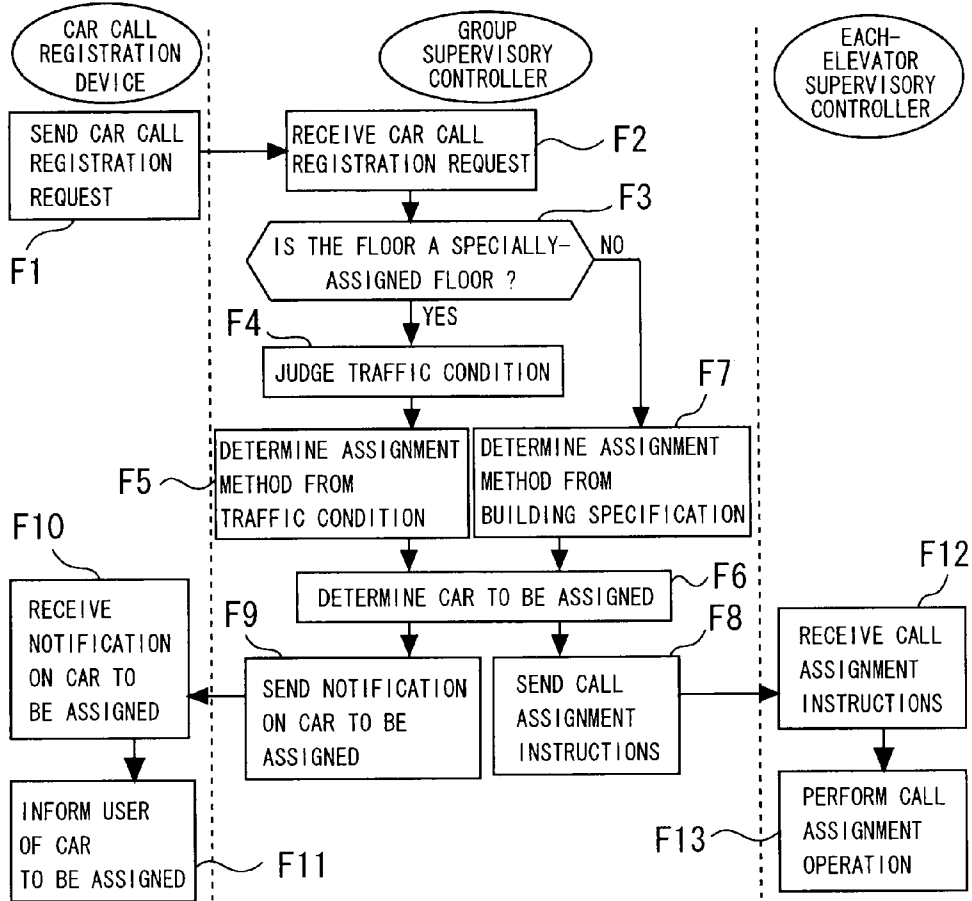 CAR CALL
REGISTRATION
DEVICE
GROUP
SUPERVISORY
CONTROLLER
EACH-
ELEVATOR
SUPERVISORY
CONTROLLER
SEND CAR CALL
REGISTRATION
REQUEST
F1
RECEIVE CAR CALL
REGISTRATION REQUEST
F2
F3
IS THE FLOOR A SPECIALLY-
ASSIGNED FLOOR ?
NO
YES
F4
JUDGE TRAFFIC CONDITION
F7
DETERMINE ASSIGNMENT
METHOD FROM
TRAFFIC CONDITION
F5
DETERMINE ASSIGNMENT
METHOD FROM
BUILDING SPECIFICATION
DETERMINE CAR TO BE ASSIGNED
F6
F10
RECEIVE
NOTIFICATION
ON CAR TO
BE ASSIGNED
F9
SEND NOTIFICATION
ON CAR TO BE
ASSIGNED
F8
SEND CALL
ASSIGNMENT
INSTRUCTIONS
F12
RECEIVE CALL
ASSIGNMENT
INSTRUCTIONS
INFORM USER
OF CAR
TO BE ASSIGNED
F11
PERFORM CALL
ASSIGNMENT
OPERATION
F13